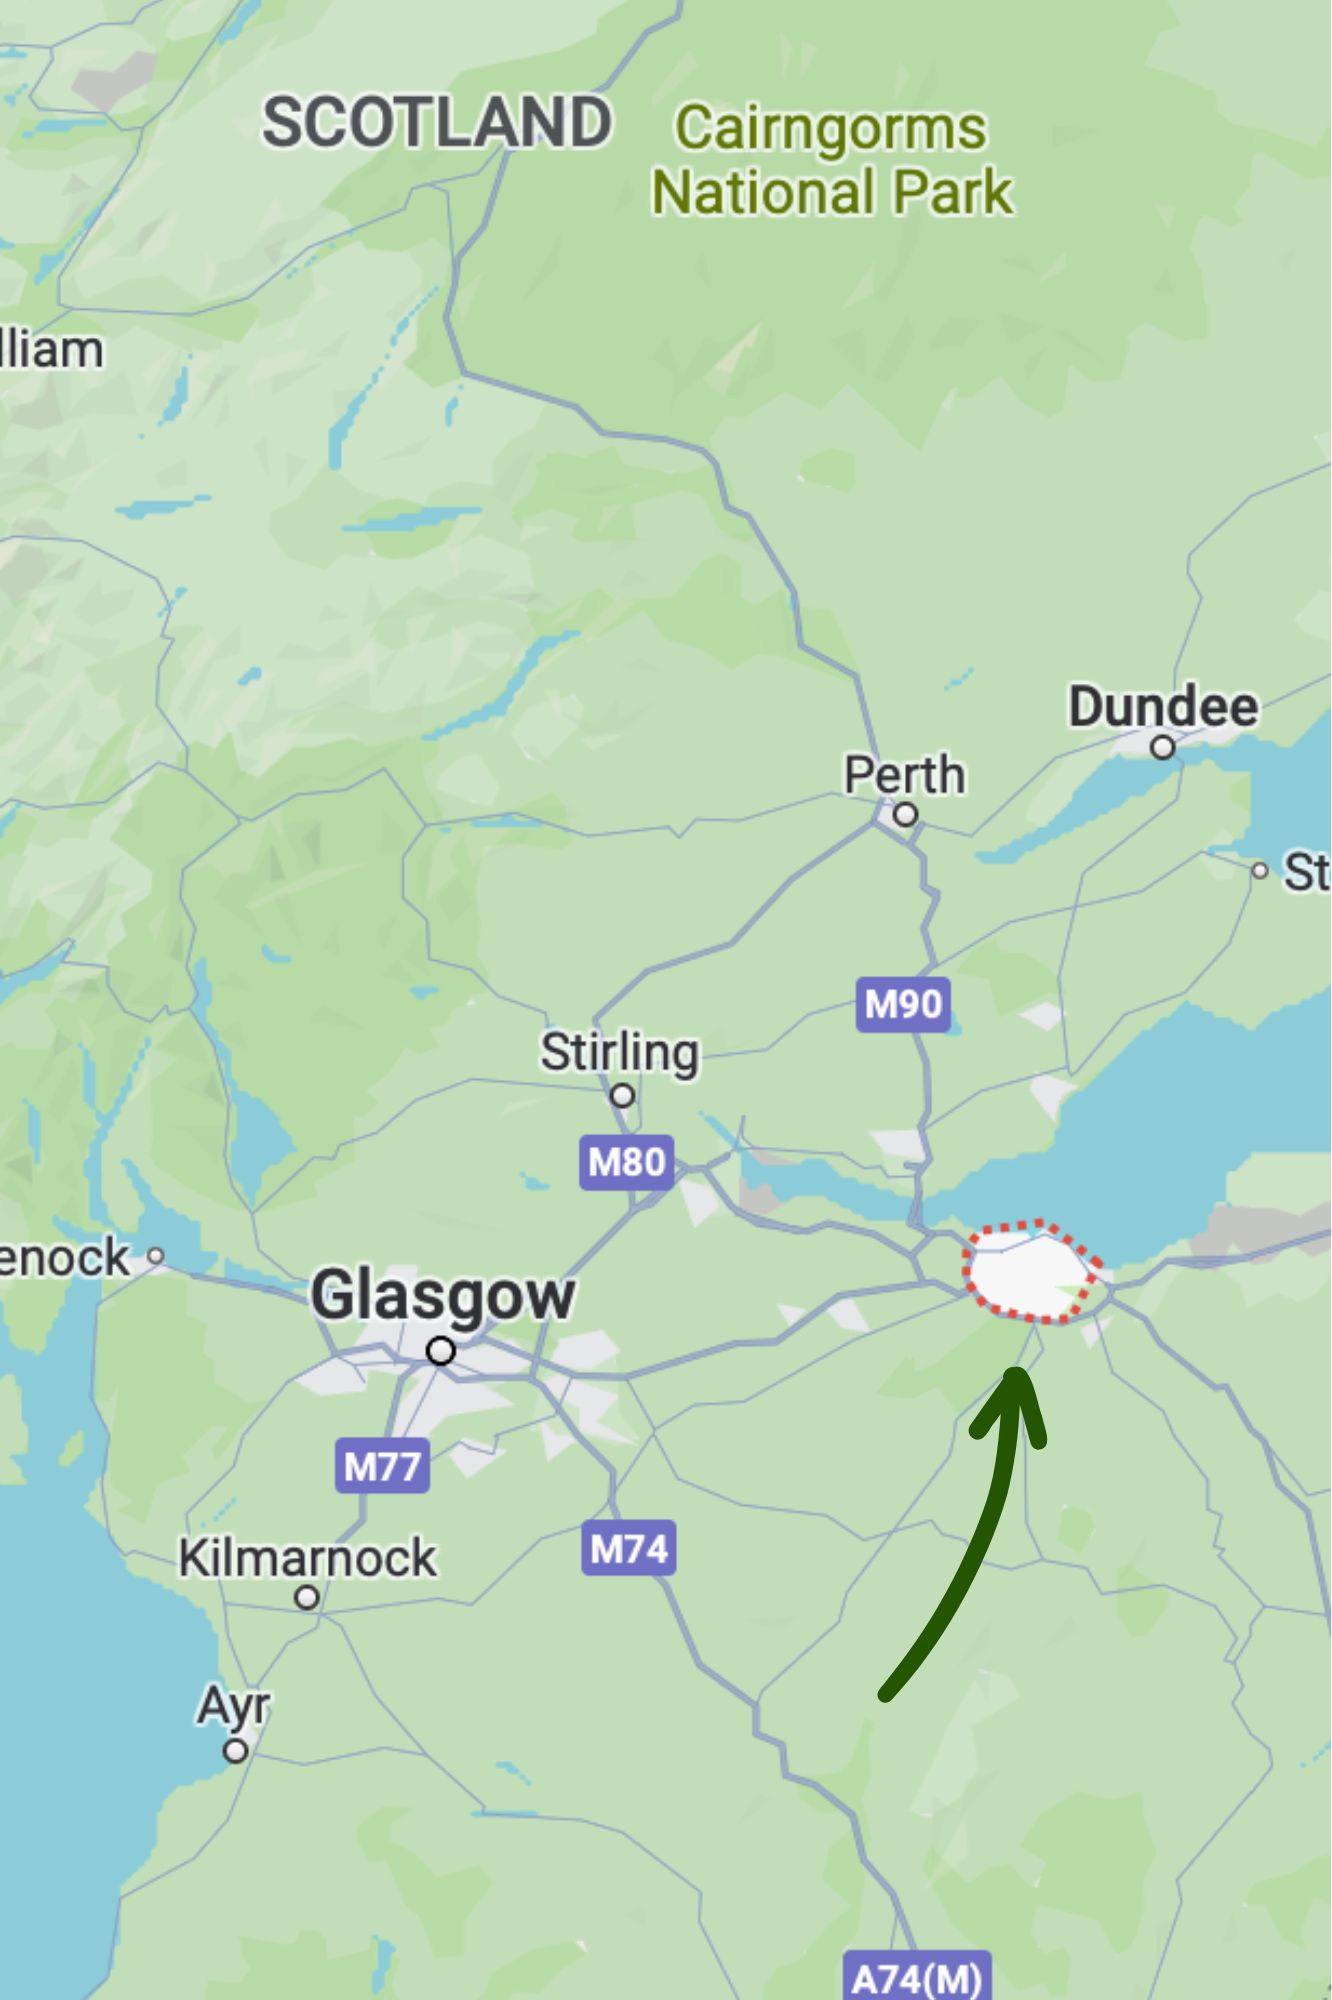 SCOTLAND
Cairngorms
National Park
lliam
Dundee
Perth
St
M90
Stirling
M80
enock
Glasgow
M77
M74
Kilmarnock
Ayr
A74(M)